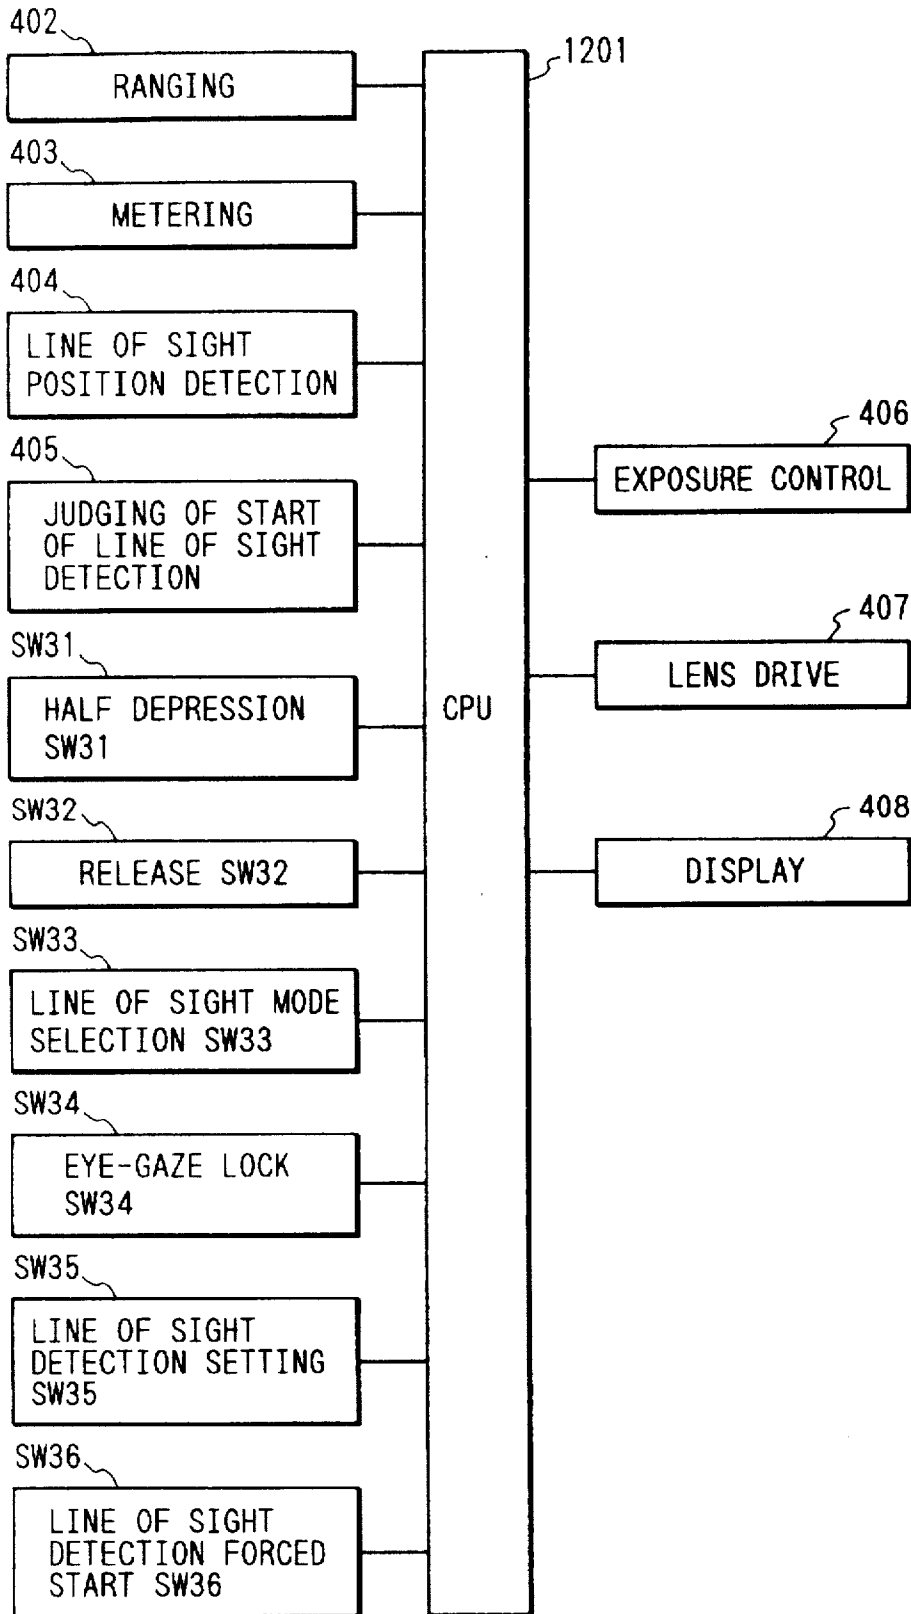 402
RANGING
403
METERING
404
LINE OF SIGHT
POSITION DETECTION
405
JUDGING OF START
OF LINE OF SIGHT
DETECTION
SW31
HALF DEPRESSION
SW31
SW32
RELEASE SW32
SW33
LINE OF SIGHT MODE
SELECTION SW33
SW34
EYE-GAZE LOCK
SW34
SW35
LINE OF SIGHT
DETECTION SETTING
SW35
SW36
LINE OF SIGHT
DETECTION FORCED
START SW36
1201
CPU
406
EXPOSURE CONTROL
407
LENS DRIVE
408
DISPLAY